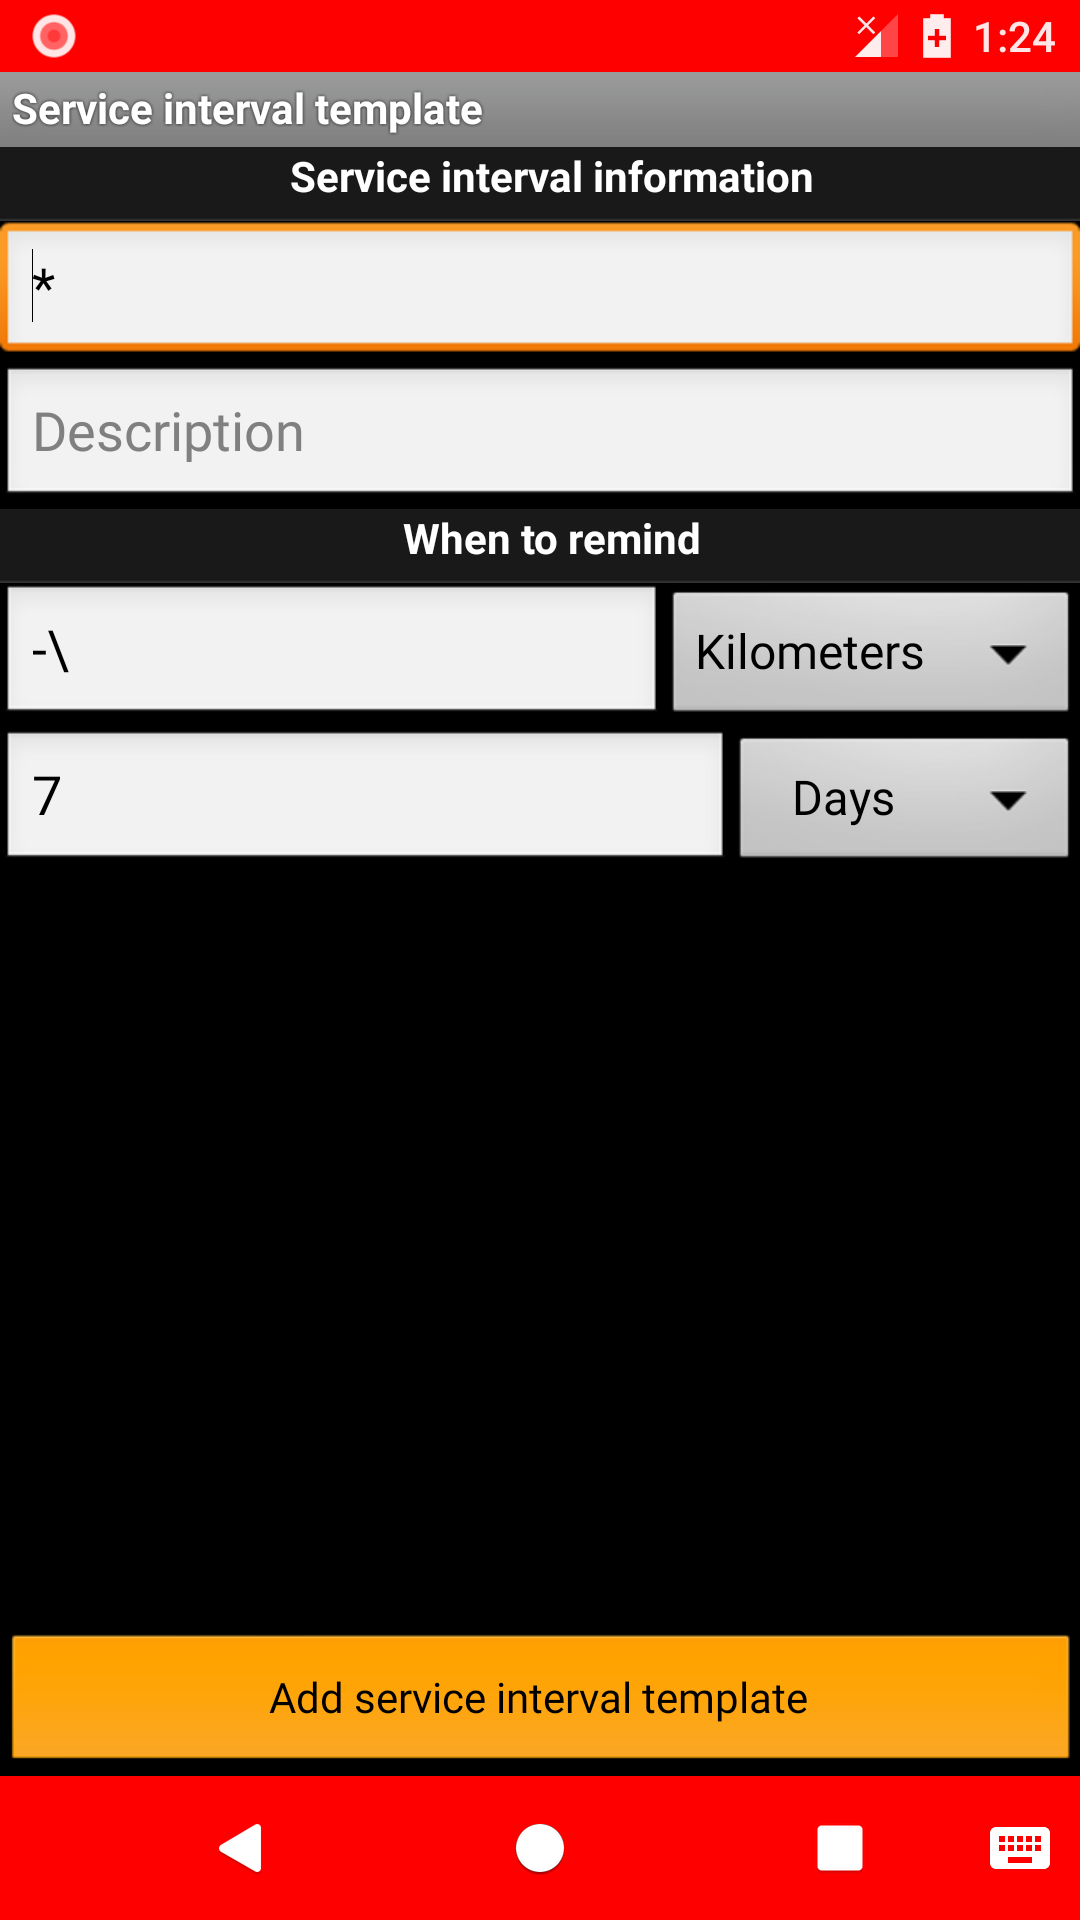 1:24
Service interval template
Service interval information
*
Description
When to remind
-\
Kilometers
7
Days
Add service interval template